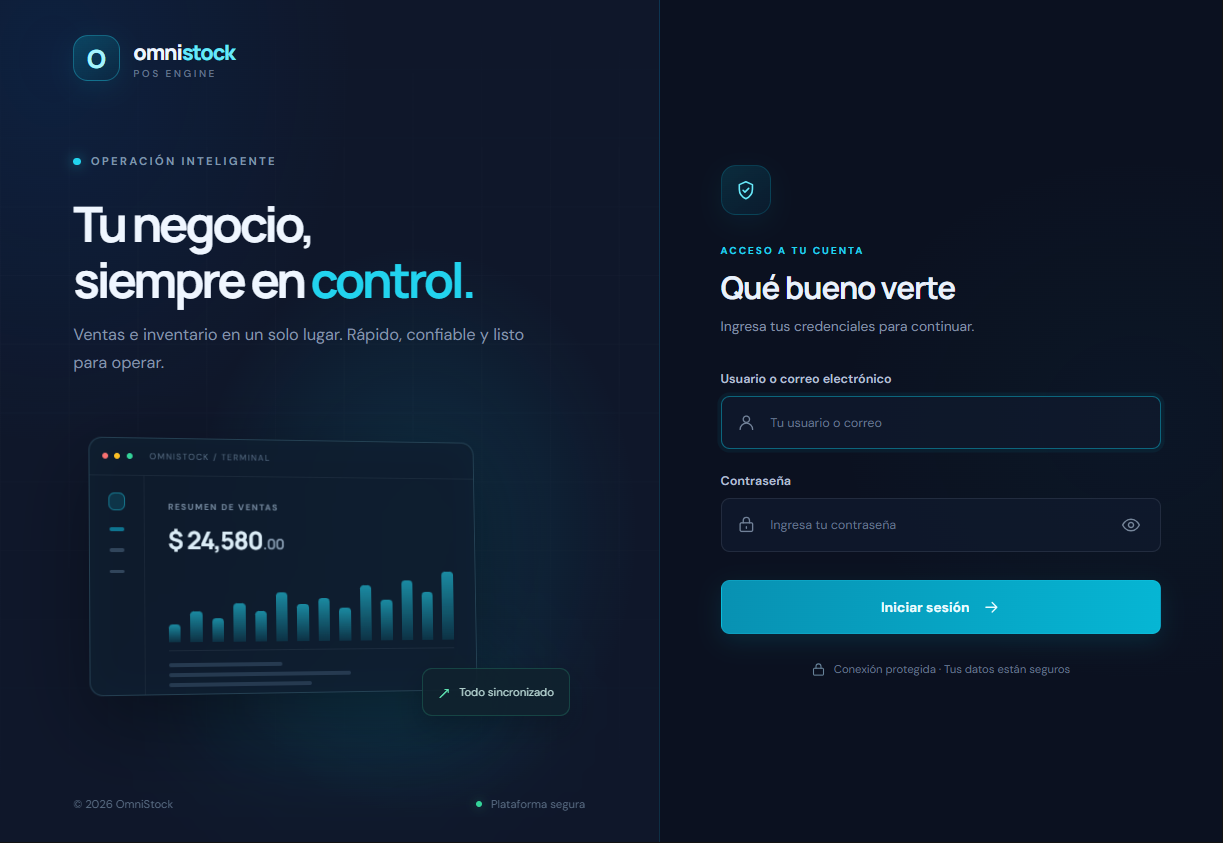 O
omnistock
POS ENGINE
OPERACIÓN INTELIGENTE
Tu negocio,
siempre en control.
Ventas e inventario en un solo lugar. Rápido, confiable y listo
para operar.
OMNISTOCK / TERMINAL
RESUMEN DE VENTAS
$ 24,580.00
Todo sincronizado
© 2026 OmniStock
Plataforma segura
ACCESO A TU CUENTA
Qué bueno verte
Ingresa tus credenciales para continuar.
Usuario o correo electrónico
Tu usuario o correo
Contraseña
Ingresa tu contraseña
Iniciar sesión →
Conexión protegida · Tus datos están seguros